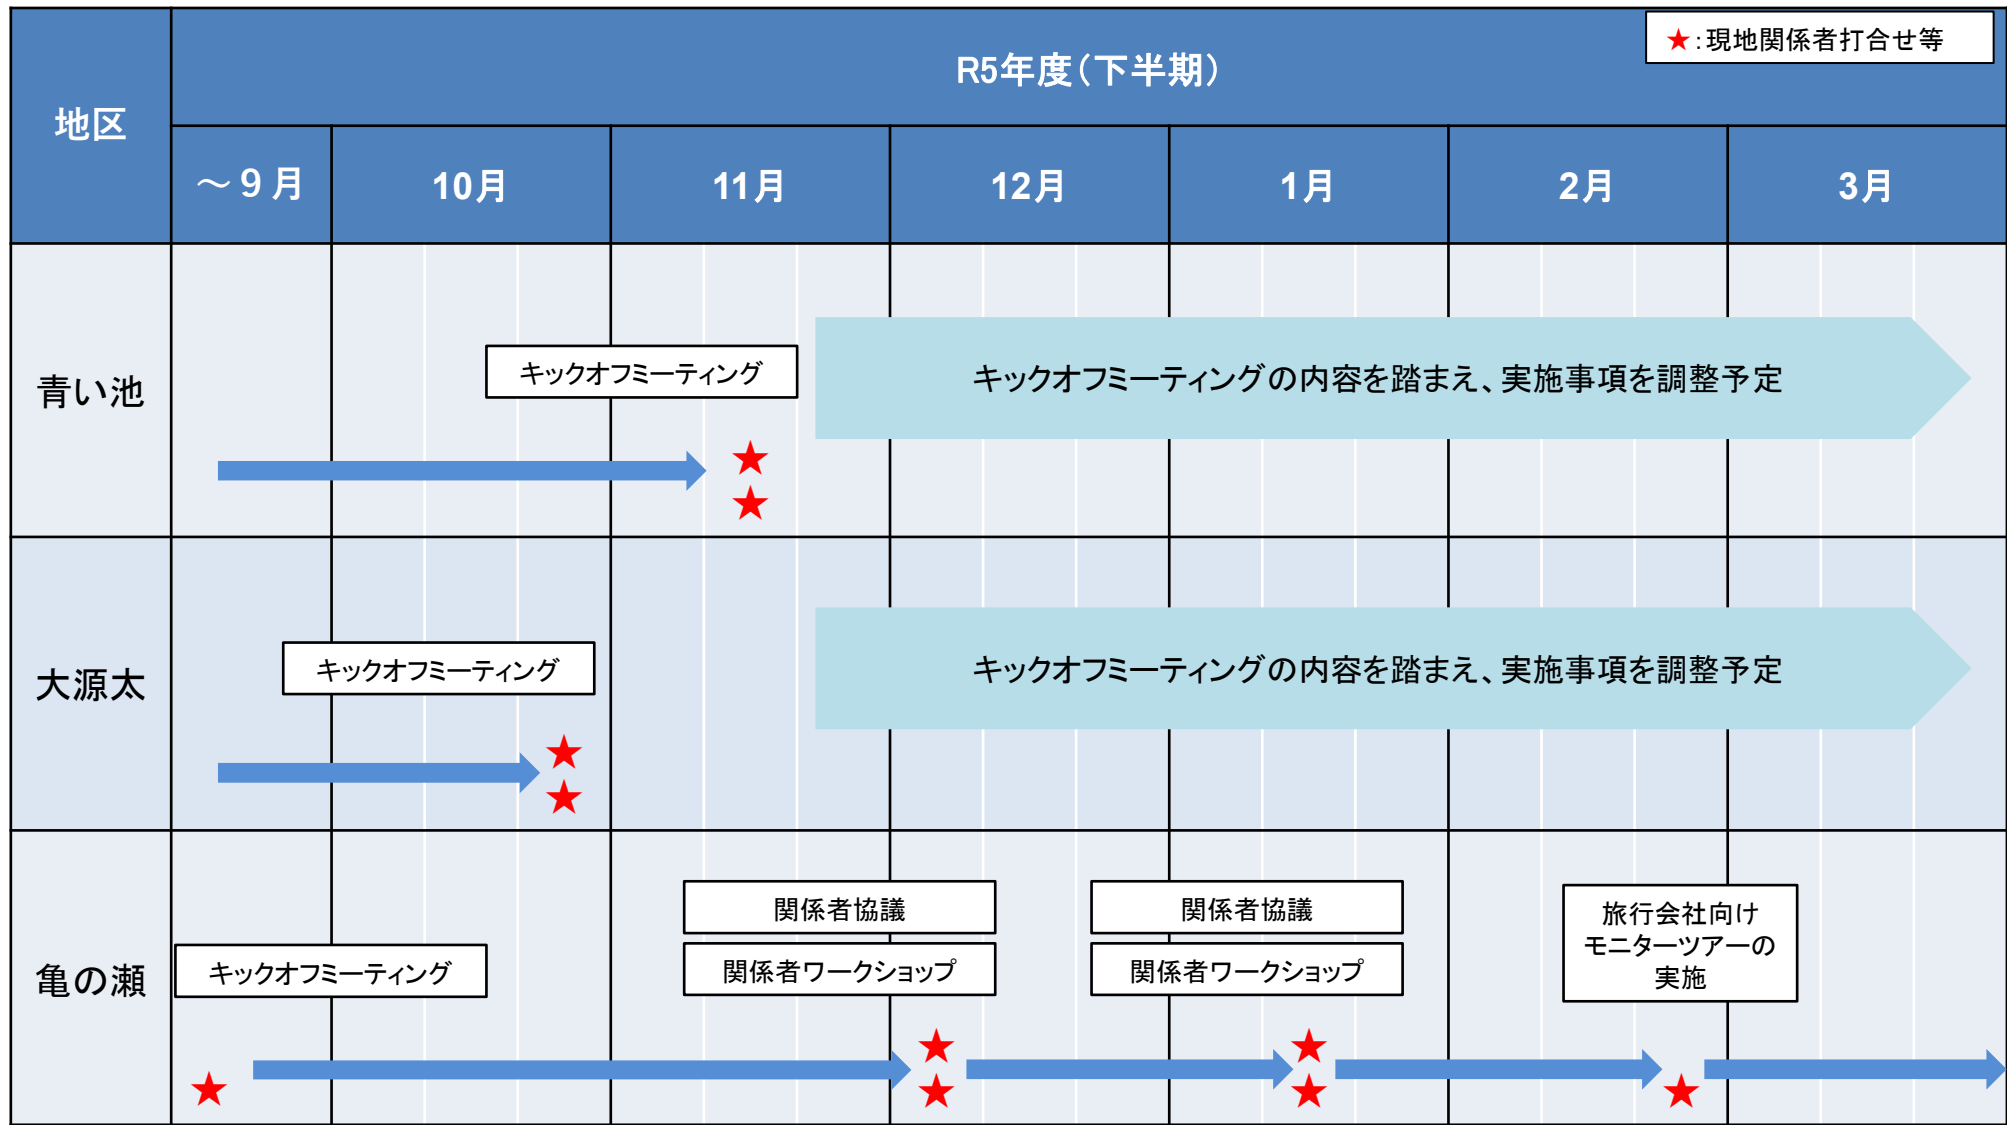 ★:現地関係者打合せ等
R5年度(下半期)
地区
～９月
10月
11月
12月
1月
2月
3月
青い池
キックオフミーティング
キックオフミーティングの内容を踏まえ、実施事項を調整予定
大源太
キックオフミーティング
キックオフミーティングの内容を踏まえ、実施事項を調整予定
亀の瀬
キックオフミーティング
関係者協議
関係者ワークショップ
関係者協議
関係者ワークショップ
旅行会社向け
モニターツアーの
実施